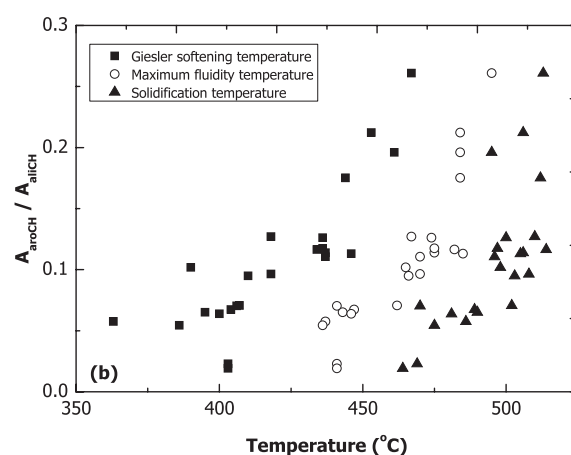 0.3
Giesler softening temperature
Maximum fluidity temperature
Solidification temperature
0.2
A_aroCH / A_aliCH
0.1
(b)
0.0
350 400 450 500
Temperature (°C)